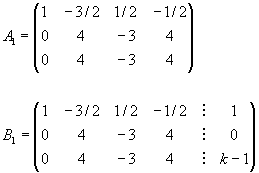 A₁ = ( 1 −3/2 1/2 −1/2
0 4 −3 4
0 4 −3 4 )
B₁ = ( 1 −3/2 1/2 −1/2 ⋮ 1
0 4 −3 4 ⋮ 0
0 4 −3 4 ⋮ k−1 )